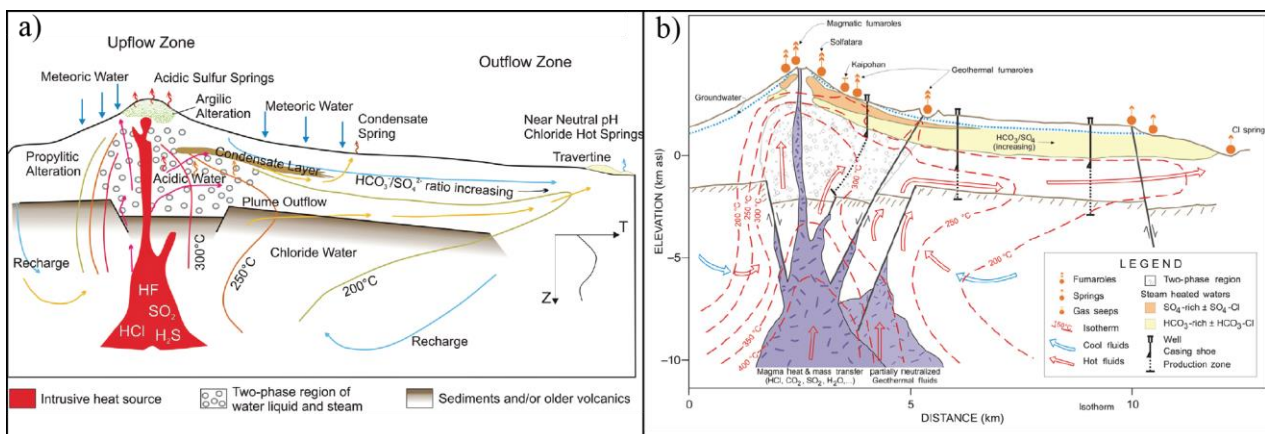 a)
Upflow Zone
Outflow Zone
Meteoric Water
Acidic Sulfur Springs
Argilic
Alteration
Meteoric Water
Condensate
Spring
Near Neutral pH
Chloride Hot Springs
Travertine
Propylitic
Alteration
Acidic Water
Condensate Layer
HCO₃⁻/SO₄²⁻ ratio increasing
Plume Outflow
Chloride Water
Recharge
300°C
250°C
200°C
T
Z
HF
SO₂
HCl
H₂S
Recharge
Intrusive heat source
Two-phase region of
water liquid and steam
Sediments and/or older volcanics
b)
Magmatic fumaroles
Solfatara
Kaipohan
Geothermal fumaroles
Groundwater
HCO₃/SO₄
(increasing)
Cl spring
ELEVATION (km asl)
0
−5
−10
200 °C
250 °C
300 °C
300 °C
250 °C
200 °C
350 °C
400 °C
Magma heat & mass transfer
(HCl, CO₂, SO₂, H₂O,...)
partially neutralized
Geothermal fluids
0
5
10
DISTANCE (km)
Isotherm
LEGEND
Fumaroles
Springs
Gas seeps
Isotherm
Cool fluids
Hot fluids
Two-phase region
Steam heated waters
SO₄-rich ± SO₄-Cl
HCO₃-rich ± HCO₃-Cl
Well
Casing shoe
Production zone